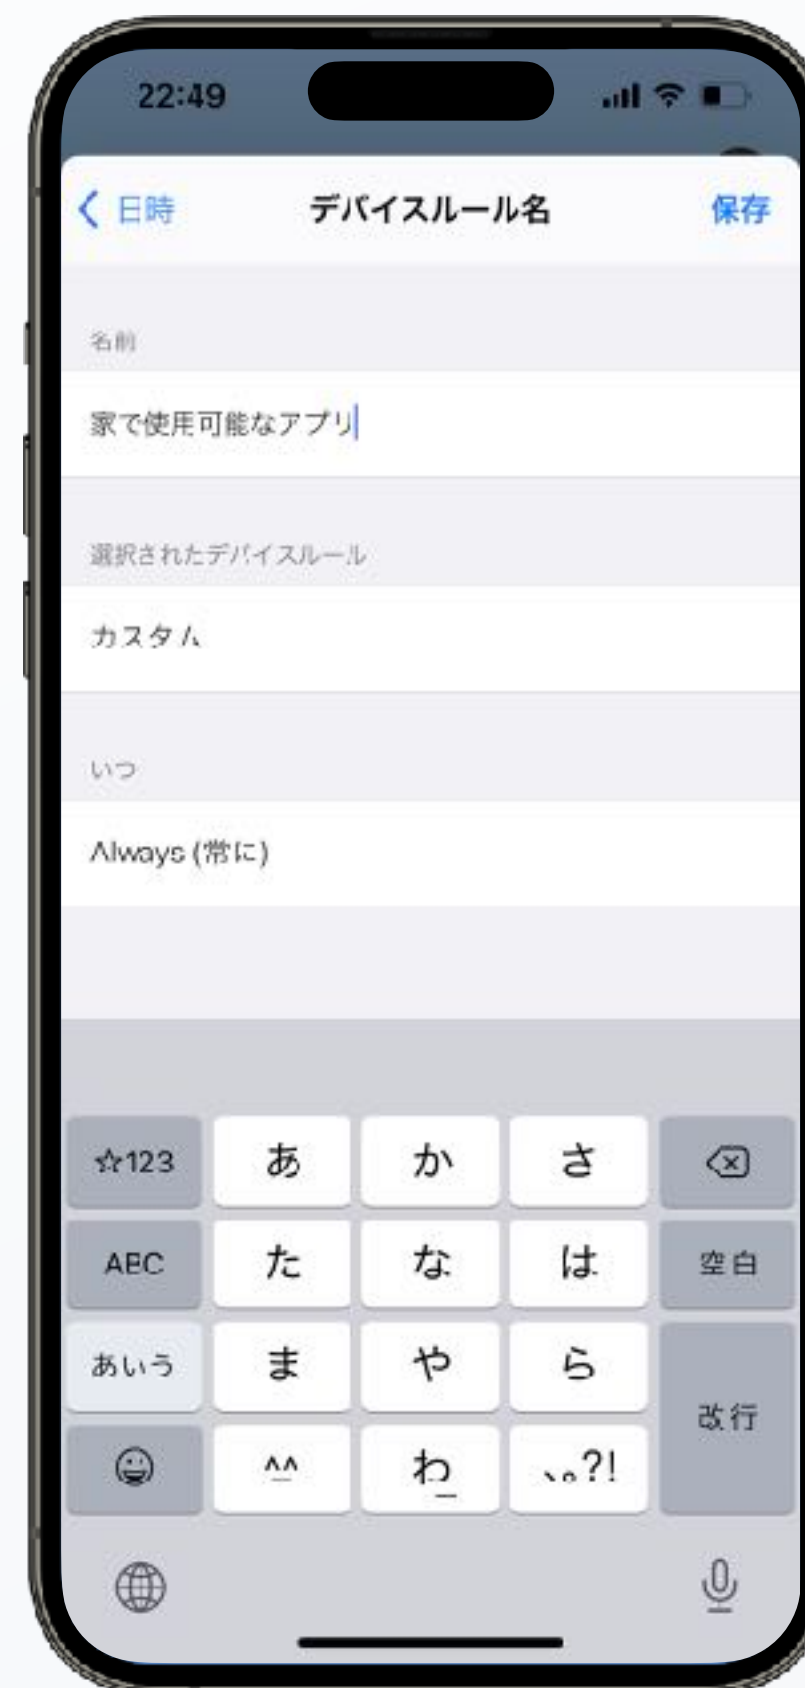 22:49
日時
デバイスルール名
保存
名前
家で使用可能なアプリ
選択されたデバイスルール
カスタム
いつ
Always (常に)
☆123 あ か さ
ABC た な は 空白
あいう ま や ら
改行
^^ わ 、。?!